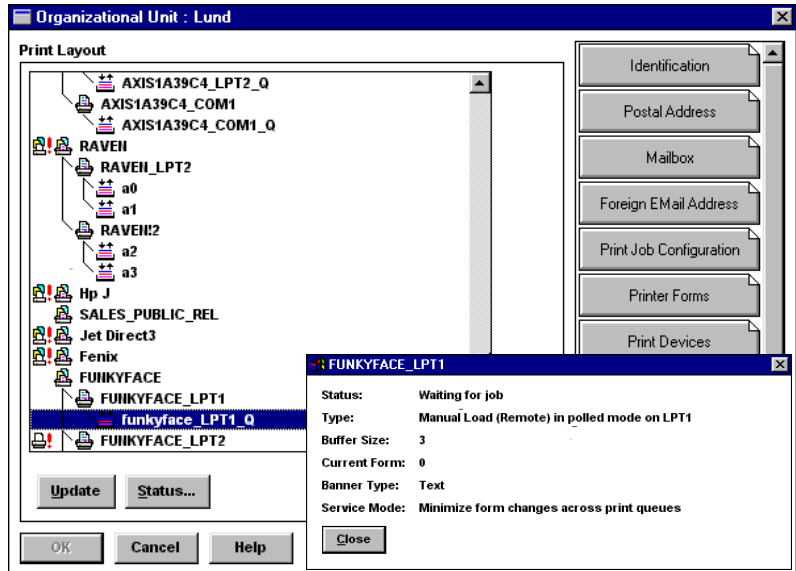 Organizational Unit : Lund
Print Layout
AXIS1A39C4_LPT2_Q
AXIS1A39C4_COM1
AXIS1A39C4_COM1_Q
RAVEN
RAVEN_LPT2
a0
a1
RAVEN!2
a2
a3
Hp J
SALES_PUBLIC_REL
Jet Direct3
Fenix
FUNKYFACE
FUNKYFACE_LPT1
funkyface_LPT1_Q
FUNKYFACE_LPT2
Update
Status...
OK
Cancel
Help
Identification
Postal Address
Mailbox
Foreign EMail Address
Print Job Configuration
Printer Forms
Print Devices
FUNKYFACE_LPT1
Status: Waiting for job
Type: Manual Load (Remote) in polled mode on LPT1
Buffer Size: 3
Current Form: 0
Banner Type: Text
Service Mode: Minimize form changes across print queues
Close